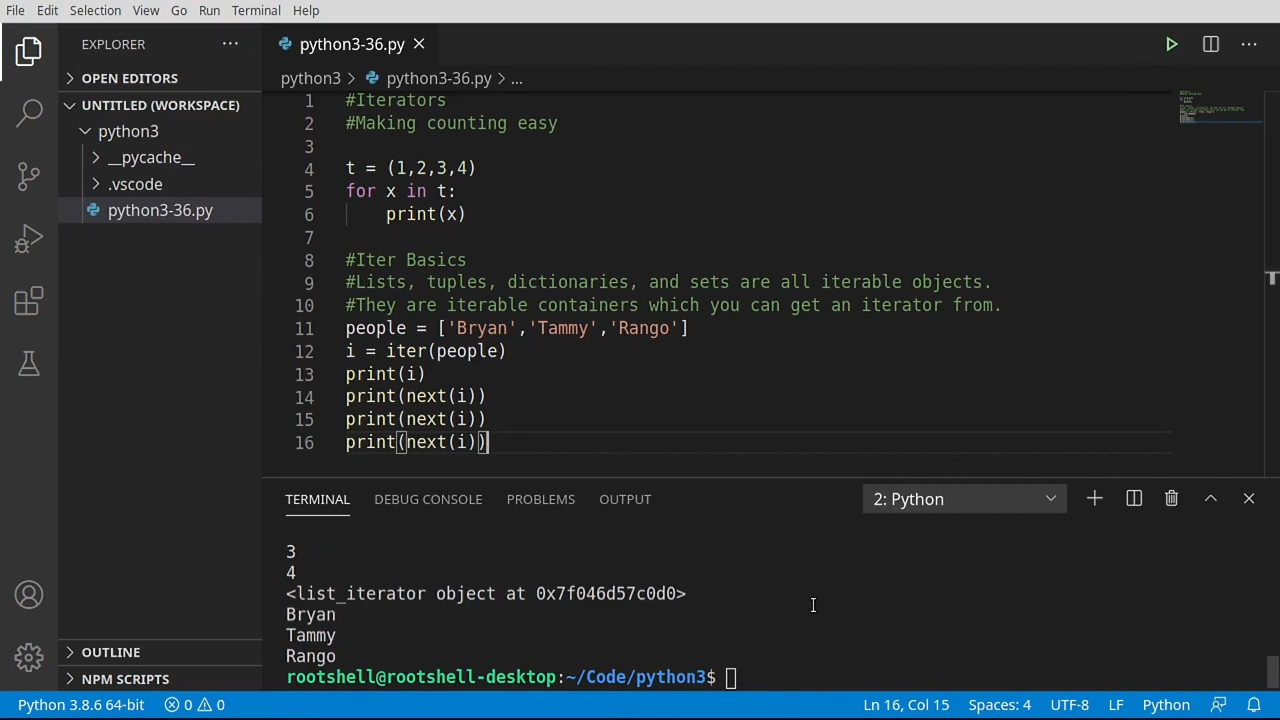 File Edit Selection View Go Run Terminal Help
EXPLORER ···
OPEN EDITORS
UNTITLED (WORKSPACE)
python3
__pycache__
.vscode
python3-36.py
OUTLINE
NPM SCRIPTS
python3-36.py
python3 > python3-36.py > ...
1 #Iterators
2 #Making counting easy
3
4 t = (1,2,3,4)
5 for x in t:
6 print(x)
7
8 #Iter Basics
9 #Lists, tuples, dictionaries, and sets are all iterable objects.
10 #They are iterable containers which you can get an iterator from.
11 people = ['Bryan','Tammy','Rango']
12 i = iter(people)
13 print(i)
14 print(next(i))
15 print(next(i))
16 print(next(i))
TERMINAL DEBUG CONSOLE PROBLEMS OUTPUT 2: Python
3
4
<list_iterator object at 0x7f046d57c0d0>
Bryan
Tammy
Rango
rootshell@rootshell-desktop:~/Code/python3$
Python 3.8.6 64-bit 0 0 Ln 16, Col 15 Spaces: 4 UTF-8 LF Python